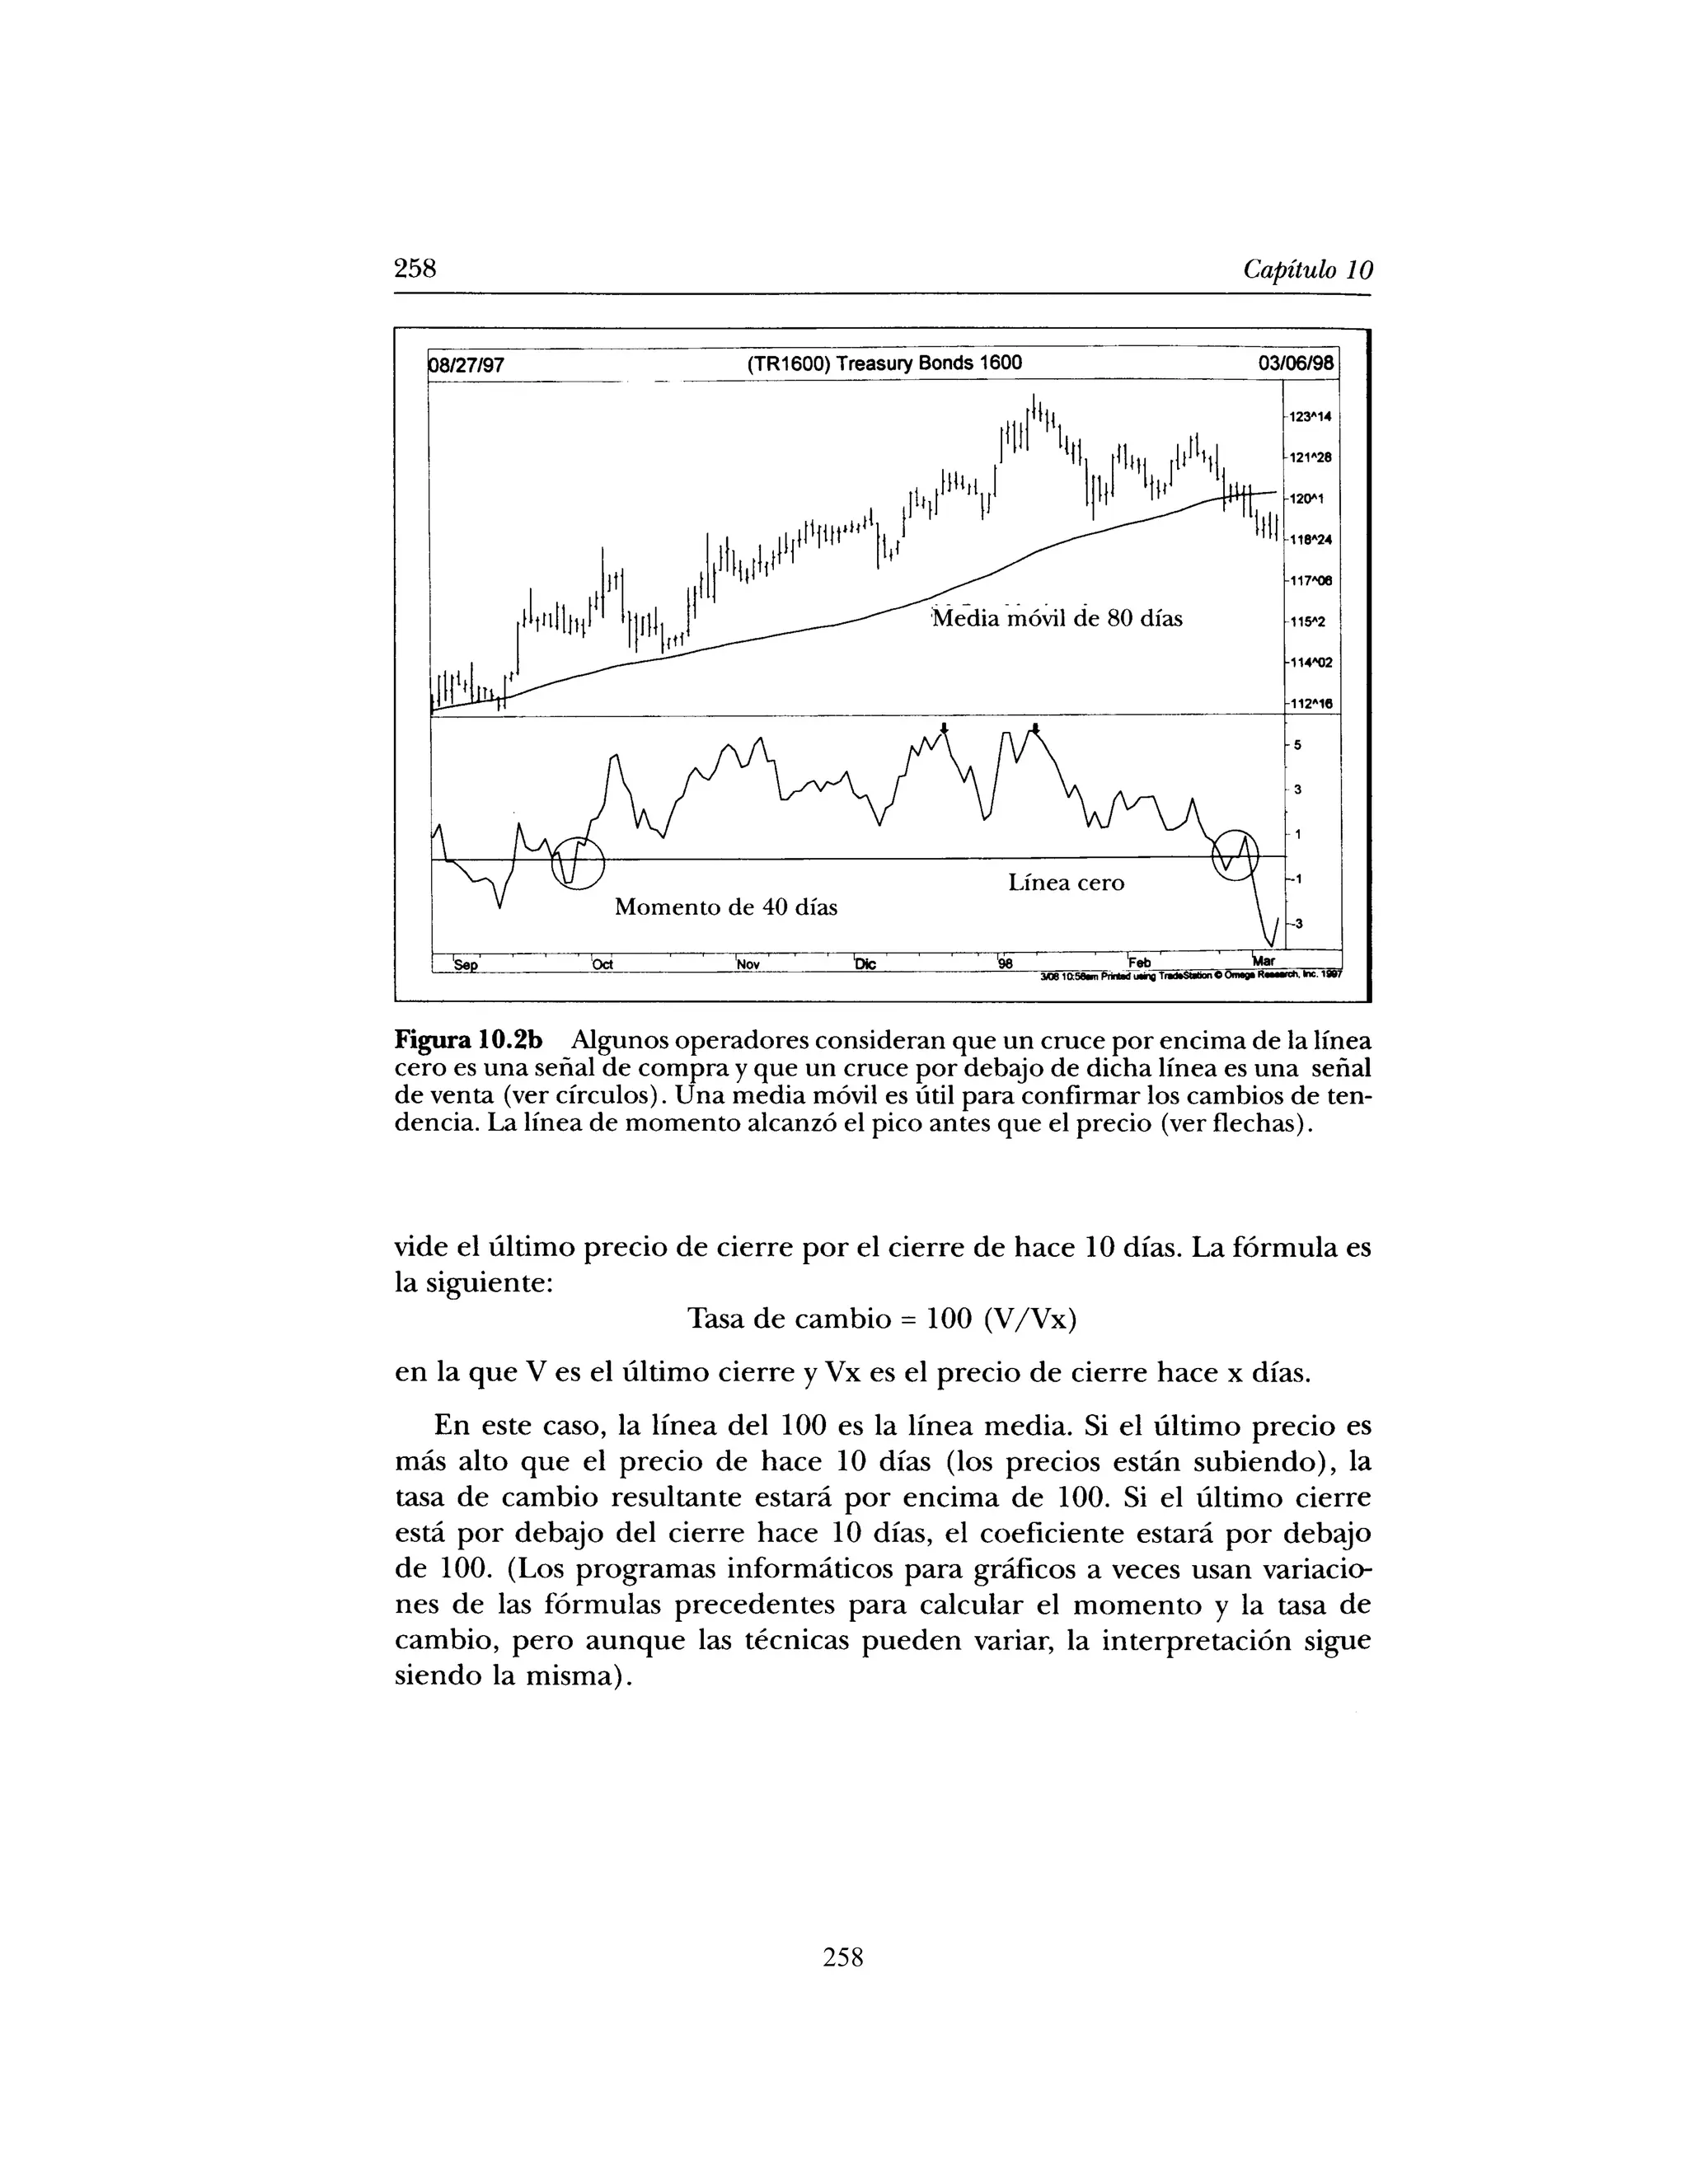 258 Capítulo 10
08/27/97 (TR1600) Treasury Bonds 1600 03/06/98
123^14
121^28
120^1
118^24
117^06
115^2
114^02
112^16
Media móvil de 80 días
5
3
1
-1
-3
Línea cero
Momento de 40 días
Sep Oct Nov Dic 98 Feb Mar
3/08 10:56am Printed using TradeStation © Omega Research, Inc. 1997
Figura 10.2b Algunos operadores consideran que un cruce por encima de la línea
cero es una señal de compra y que un cruce por debajo de dicha línea es una señal
de venta (ver círculos). Una media móvil es útil para confirmar los cambios de ten-
dencia. La línea de momento alcanzó el pico antes que el precio (ver flechas).
vide el último precio de cierre por el cierre de hace 10 días. La fórmula es
la siguiente:
Tasa de cambio = 100 (V/Vx)
en la que V es el último cierre y Vx es el precio de cierre hace x días.
En este caso, la línea del 100 es la línea media. Si el último precio es
más alto que el precio de hace 10 días (los precios están subiendo), la
tasa de cambio resultante estará por encima de 100. Si el último cierre
está por debajo del cierre hace 10 días, el coeficiente estará por debajo
de 100. (Los programas informáticos para gráficos a veces usan variacio-
nes de las fórmulas precedentes para calcular el momento y la tasa de
cambio, pero aunque las técnicas pueden variar, la interpretación sigue
siendo la misma).
258